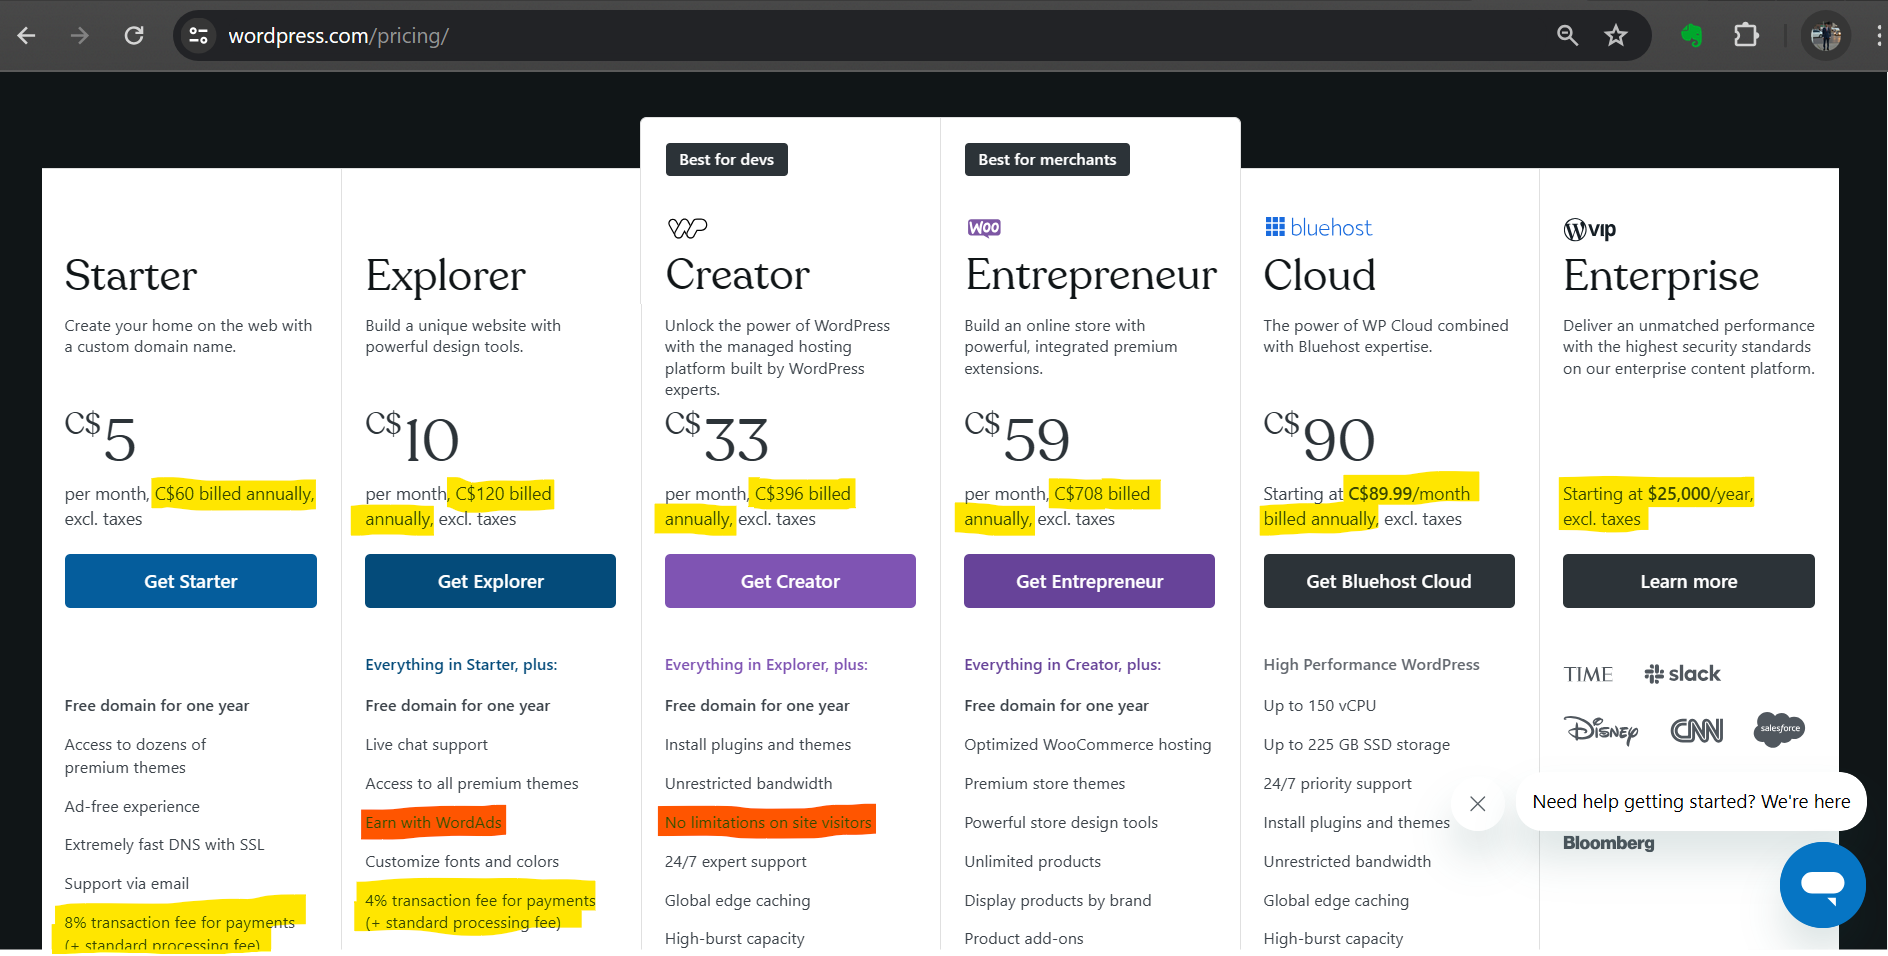 wordpress.com/pricing/
Best for devs
Best for merchants
WP
Woo
bluehost
W VIP
Starter
Explorer
Creator
Entrepreneur
Cloud
Enterprise
Create your home on the web with
a custom domain name.
Build a unique website with
powerful design tools.
Unlock the power of WordPress
with the managed hosting
platform built by WordPress
experts.
Build an online store with
powerful, integrated premium
extensions.
The power of WP Cloud combined
with Bluehost expertise.
Deliver an unmatched performance
with the highest security standards
on our enterprise content platform.
C$5
per month, C$60 billed annually,
excl. taxes
C$10
per month, C$120 billed
annually, excl. taxes
C$33
per month, C$396 billed
annually, excl. taxes
C$59
per month, C$708 billed
annually, excl. taxes
C$90
Starting at C$89.99/month
billed annually, excl. taxes
Starting at $25,000/year,
excl. taxes
Get Starter
Get Explorer
Get Creator
Get Entrepreneur
Get Bluehost Cloud
Learn more
Free domain for one year
Access to dozens of
premium themes
Ad-free experience
Extremely fast DNS with SSL
Support via email
8% transaction fee for payments
(+ standard processing fee)
Everything in Starter, plus:
Free domain for one year
Live chat support
Access to all premium themes
Earn with WordAds
Customize fonts and colors
4% transaction fee for payments
(+ standard processing fee)
Everything in Explorer, plus:
Free domain for one year
Install plugins and themes
Unrestricted bandwidth
No limitations on site visitors
24/7 expert support
Global edge caching
High-burst capacity
Everything in Creator, plus:
Free domain for one year
Optimized WooCommerce hosting
Premium store themes
Powerful store design tools
Unlimited products
Display products by brand
Product add-ons
High Performance WordPress
Up to 150 vCPU
Up to 225 GB SSD storage
24/7 priority support
Install plugins and themes
Unrestricted bandwidth
Global edge caching
High-burst capacity
TIME
slack
Disney
CNN
salesforce
Need help getting started? We're here
Bloomberg